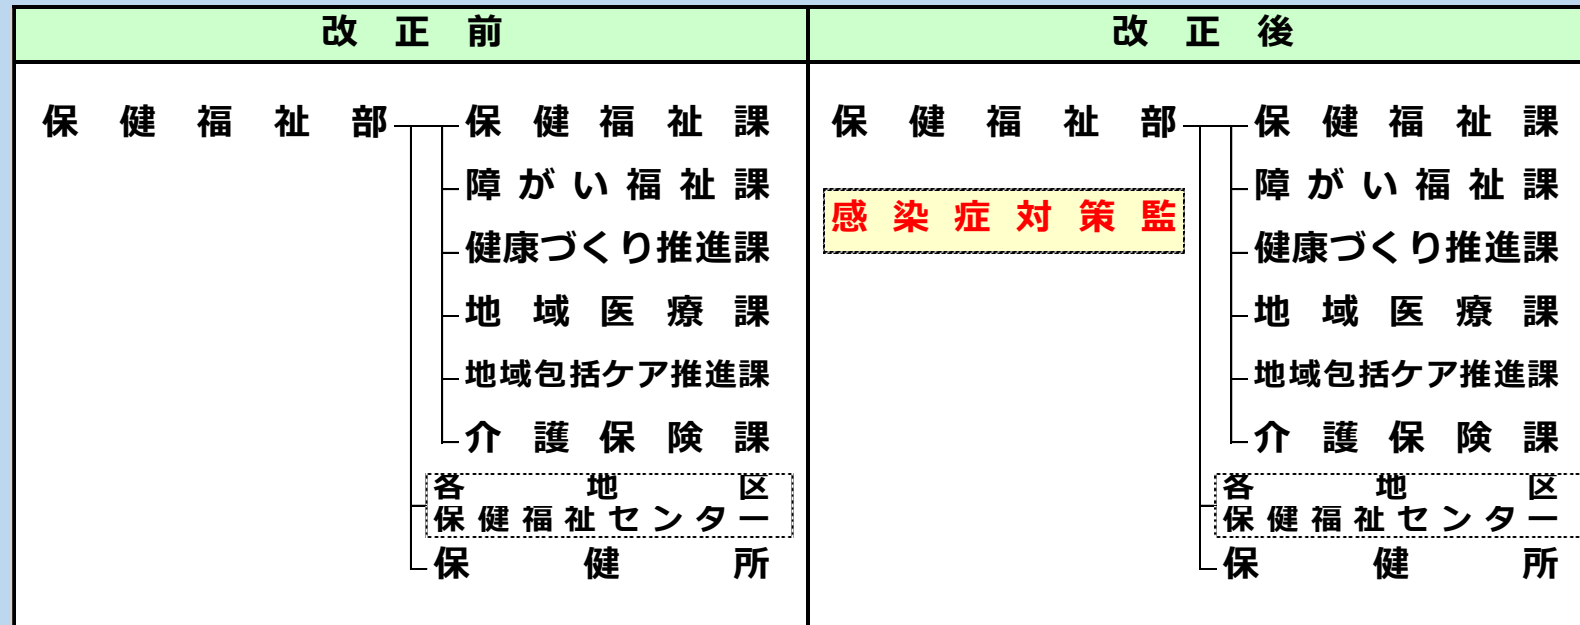 改正前
保健福祉部 保健福祉課
障がい福祉課
健康づくり推進課
地域医療課
地域包括ケア推進課
介護保険課
各地区
保健福祉センター
保健所
改正後
保健福祉部 保健福祉課
障がい福祉課
感染症対策監
健康づくり推進課
地域医療課
地域包括ケア推進課
介護保険課
各地区
保健福祉センター
保健所